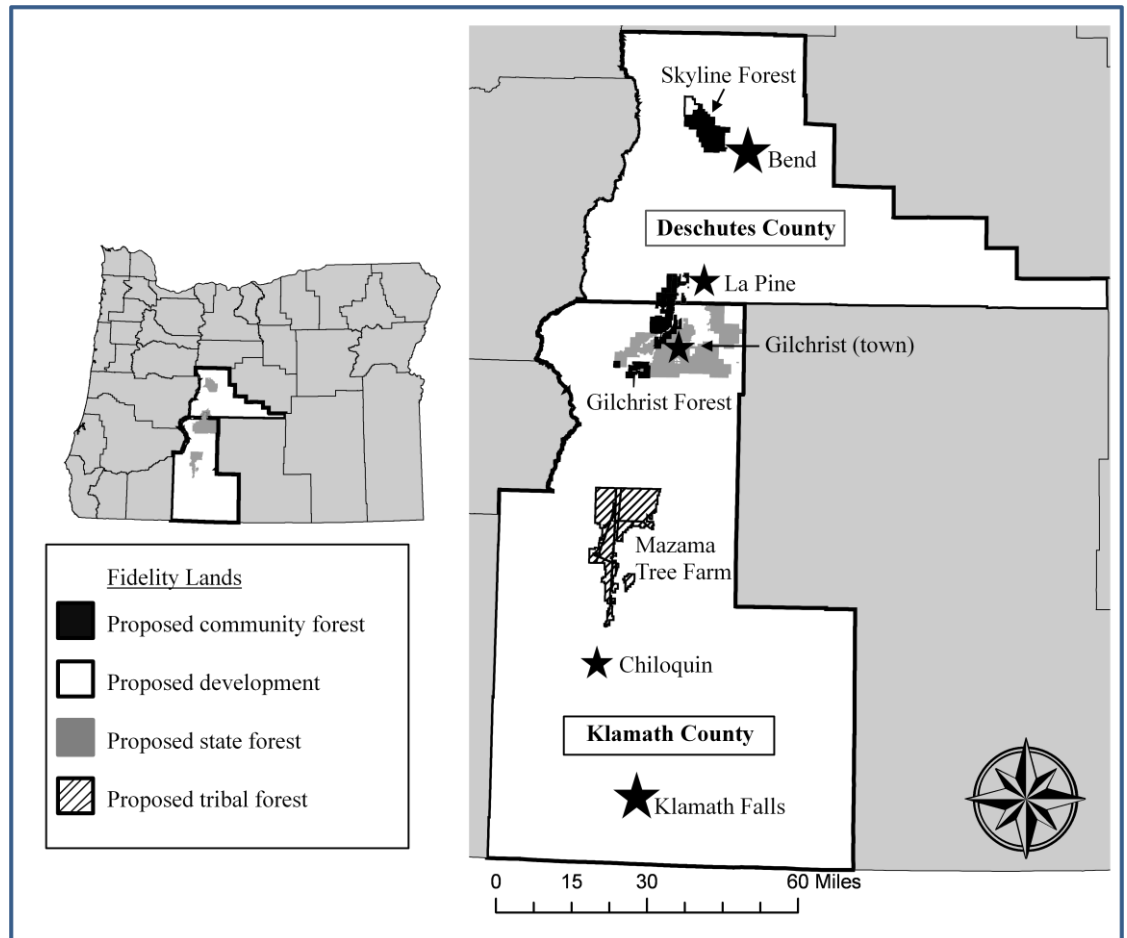 Skyline Forest
Bend
Deschutes County
La Pine
Gilchrist (town)
Gilchrist Forest
Mazama
Tree Farm
Chiloquin
Klamath County
Klamath Falls
0 15 30 60 Miles
Fidelity Lands
Proposed community forest
Proposed development
Proposed state forest
Proposed tribal forest